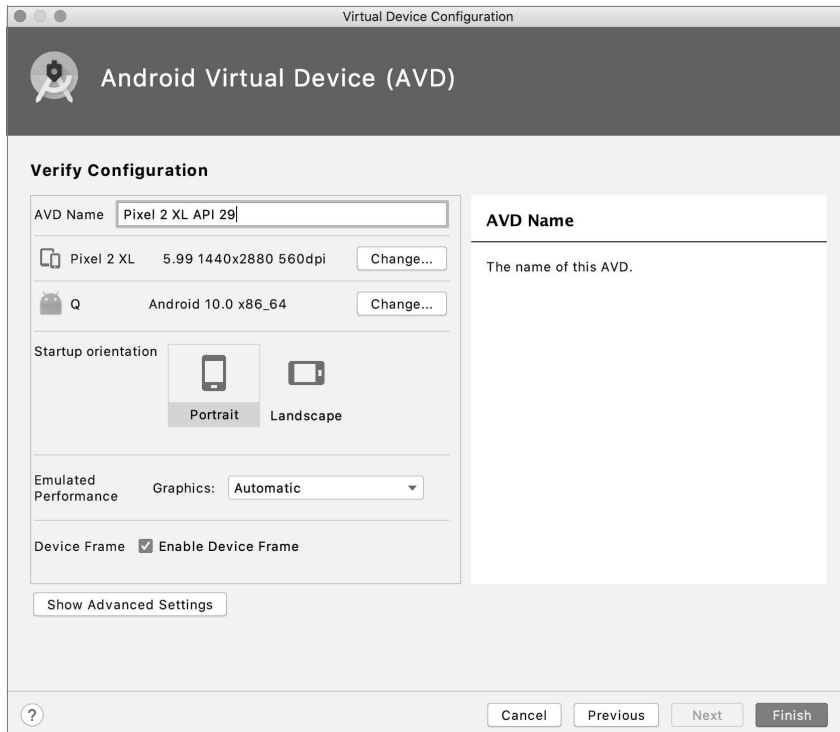 Virtual Device Configuration
Android Virtual Device (AVD)
Verify Configuration
AVD Name Pixel 2 XL API 29
Pixel 2 XL 5.99 1440x2880 560dpi Change...
Q Android 10.0 x86_64 Change...
Startup orientation
Portrait Landscape
Emulated
Performance Graphics: Automatic
Device Frame Enable Device Frame
Show Advanced Settings
AVD Name
The name of this AVD.
? Cancel Previous Next Finish